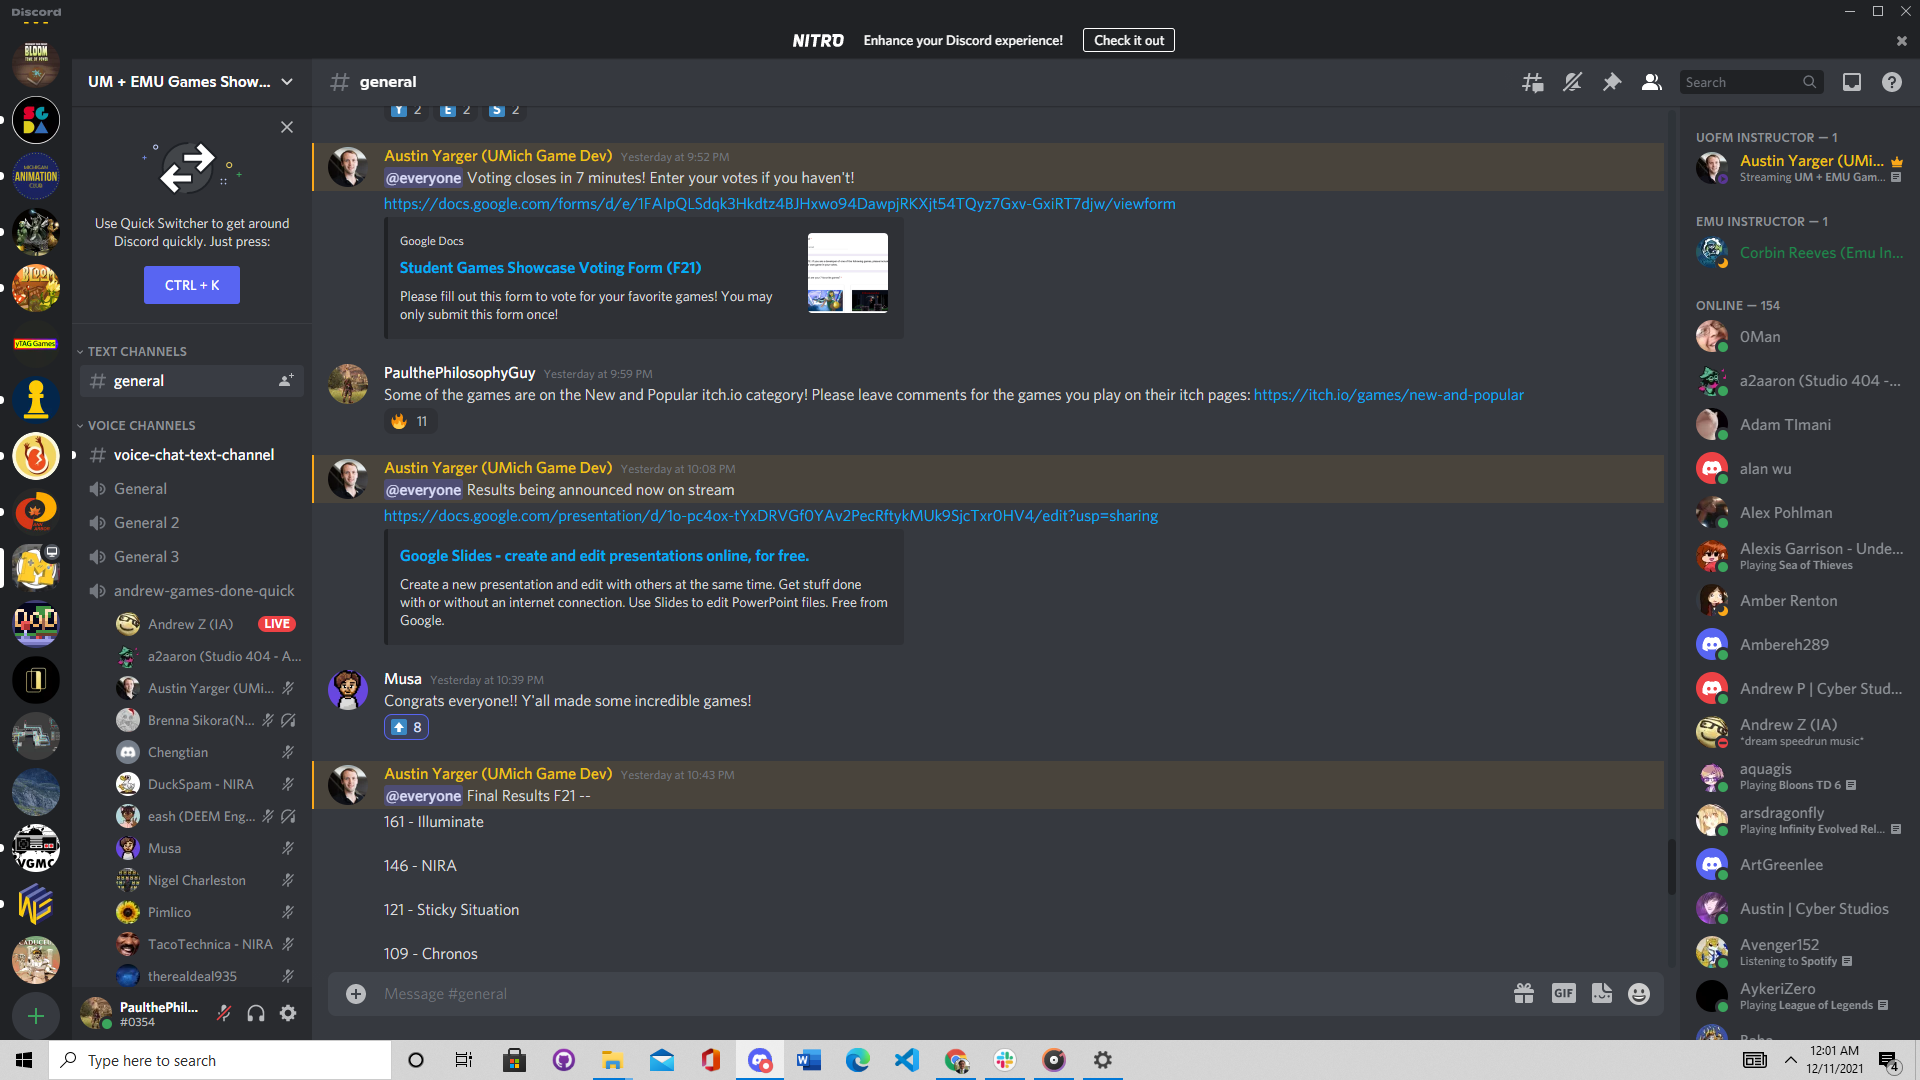 Discord
NITRO Enhance your Discord experience! Check it out
UM + EMU Games Show...
general
Search
Use Quick Switcher to get around
Discord quickly. Just press:
CTRL + K
TEXT CHANNELS
general
VOICE CHANNELS
voice-chat-text-channel
General
General 2
General 3
andrew-games-done-quick
Andrew Z (IA) LIVE
a2aaron (Studio 404 - A...
Austin Yarger (UMi...
Brenna Sikora(N...
Chengtian
DuckSpam - NIRA
eash (DEEM Eng...
Musa
Nigel Charleston
Pimlico
TacoTechnica - NIRA
therealdeal935
PaulthePhil...
#0354
Y 2 E 2 S 2
Austin Yarger (UMich Game Dev) Yesterday at 9:52 PM
@everyone Voting closes in 7 minutes! Enter your votes if you haven't!
https://docs.google.com/forms/d/e/1FAIpQLSdqk3Hkdtz4BJHxwo94DawpjRKXjt54TQyz7Gxv-GxiRT7djw/viewform
Google Docs
Student Games Showcase Voting Form (F21)
Please fill out this form to vote for your favorite games! You may
only submit this form once!
PaulthePhilosophyGuy Yesterday at 9:59 PM
Some of the games are on the New and Popular itch.io category! Please leave comments for the games you play on their itch pages: https://itch.io/games/new-and-popular
11
Austin Yarger (UMich Game Dev) Yesterday at 10:08 PM
@everyone Results being announced now on stream
https://docs.google.com/presentation/d/1o-pc4ox-tYxDRVGf0YAv2PecRftykMUk9SjcTxr0HV4/edit?usp=sharing
Google Slides - create and edit presentations online, for free.
Create a new presentation and edit with others at the same time. Get stuff done
with or without an internet connection. Use Slides to edit PowerPoint files. Free from
Google.
Musa Yesterday at 10:39 PM
Congrats everyone!! Y'all made some incredible games!
8
Austin Yarger (UMich Game Dev) Yesterday at 10:43 PM
@everyone Final Results F21 --
161 - Illuminate
146 - NIRA
121 - Sticky Situation
109 - Chronos
Message #general
GIF
UOFM INSTRUCTOR — 1
Austin Yarger (UMi...
Streaming UM + EMU Gam...
EMU INSTRUCTOR — 1
Corbin Reeves (Emu In...
ONLINE — 154
0Man
a2aaron (Studio 404 -...
Adam TImani
alan wu
Alex Pohlman
Alexis Garrison - Unde...
Playing Sea of Thieves
Amber Renton
Ambereh289
Andrew P | Cyber Stud...
Andrew Z (IA)
*dream speedrun music*
aquagis
Playing Bloons TD 6
arsdragonfly
Playing Infinity Evolved Rel...
ArtGreenlee
Austin | Cyber Studios
Avenger152
Listening to Spotify
AykeriZero
Playing League of Legends
BLOOM
SCDA
MICHIGAN
ANIMATION
CLUB
BLOOM
yTAG Games
VGMC
Type here to search
12:01 AM
12/11/2021
4